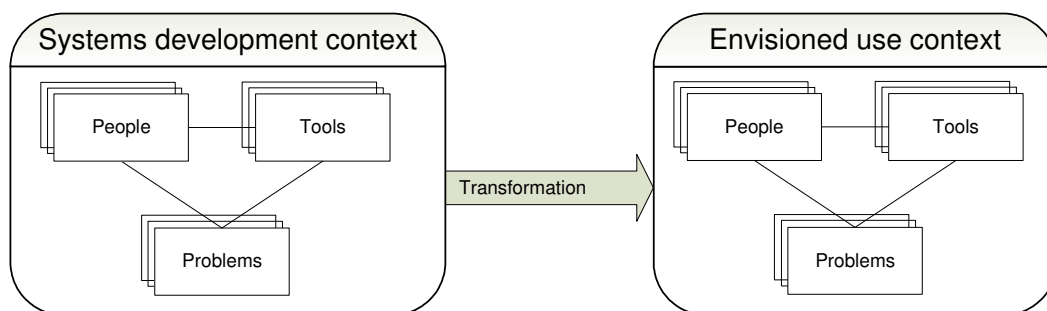 Systems development context
People
Tools
Problems
Transformation
Envisioned use context
People
Tools
Problems